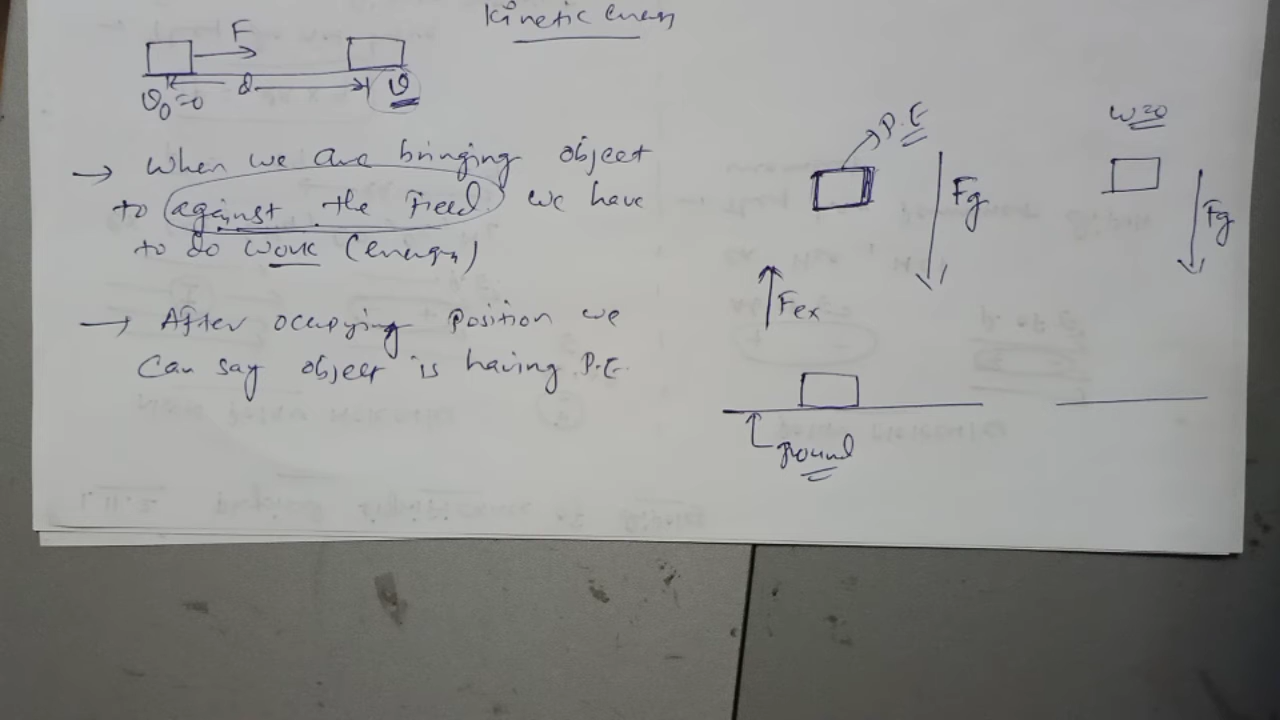 Kinetic energy
F
d
v
v₀=0
→ When we are bringing object
to against the Field we have
to do work (energy)
→ After occupying position we
can say object is having P.E.
P.E
Fg
Fex
ground
w=0
Fg